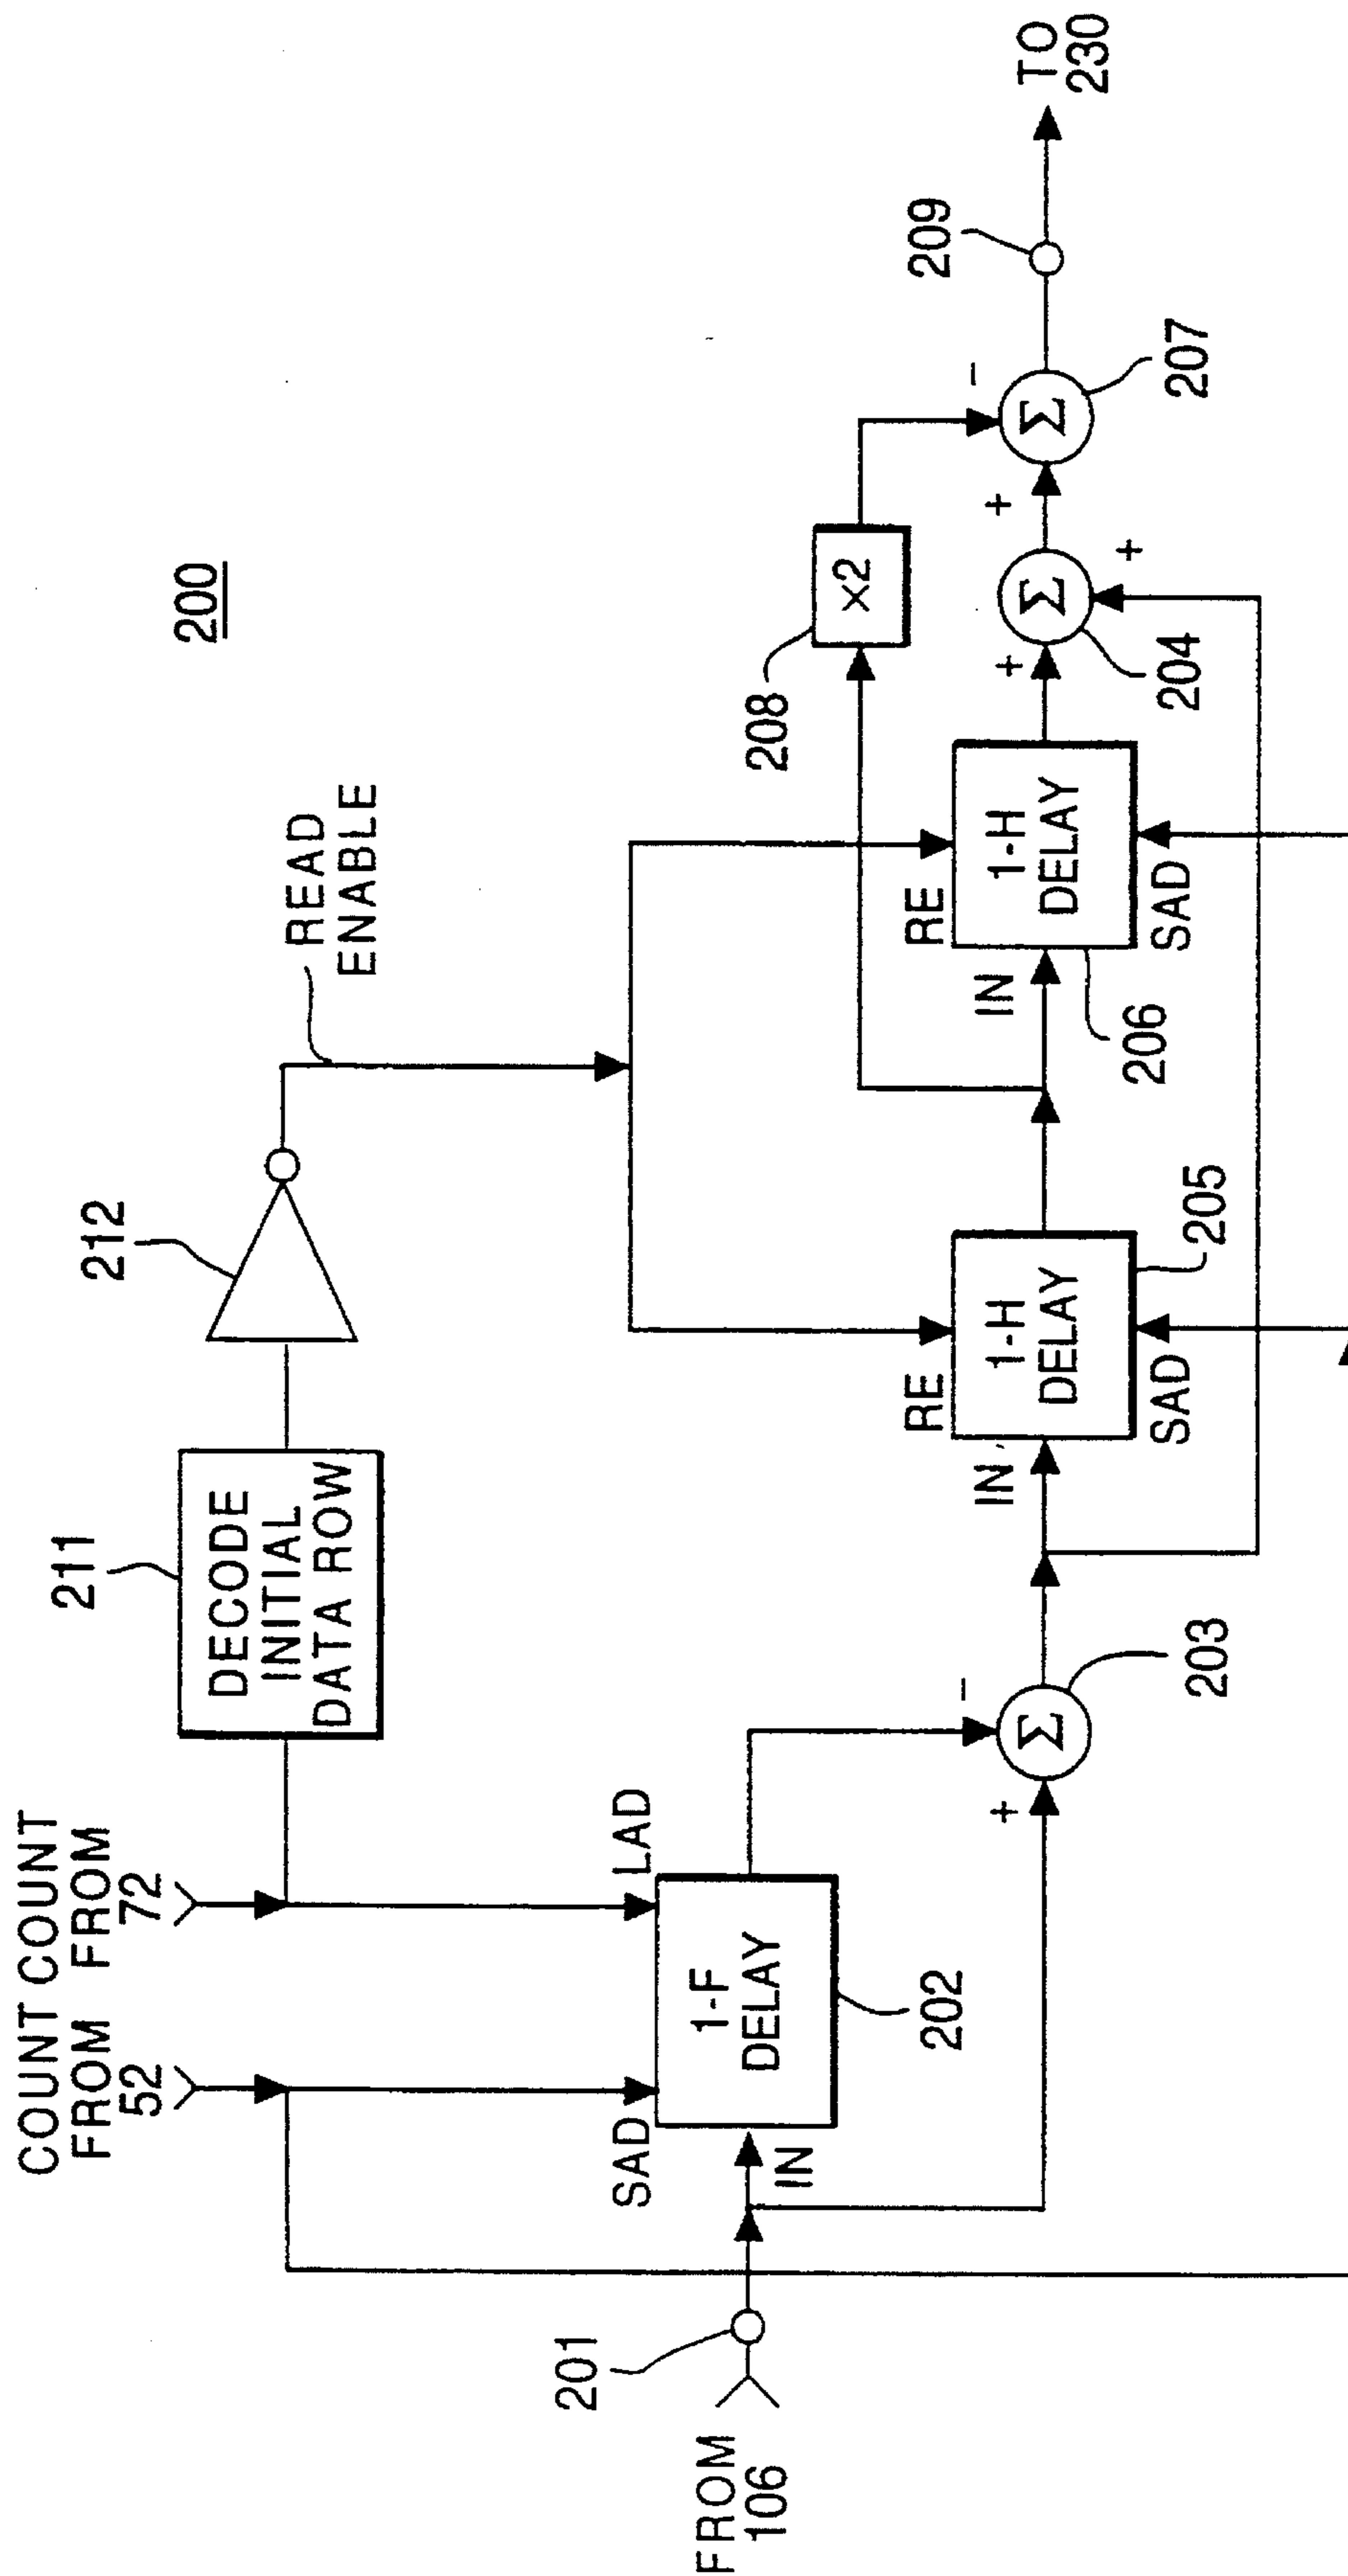 200
COUNT COUNT
FROM FROM
52 72
211
DECODE
INITIAL
DATA ROW
212
READ
ENABLE
FROM
106
201
SAD
LAD
IN
1-F
DELAY
202
+
−
Σ
203
IN
RE
1-H
DELAY
SAD
205
IN
RE
1-H
DELAY
SAD
206
208
×2
+
Σ
+
204
+
−
Σ
207
209
TO
230